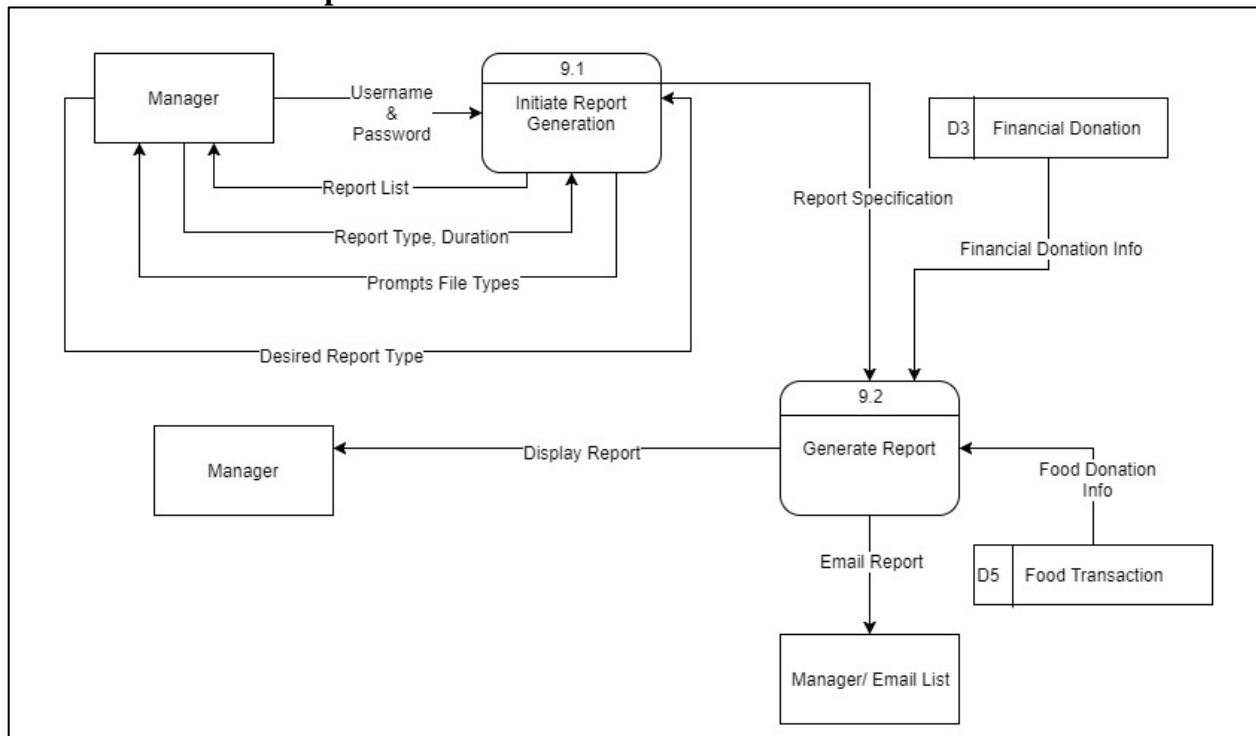 Manager
Username
&
Password
9.1
Initiate Report
Generation
D3 Financial Donation
Report List
Report Specification
Report Type, Duration
Financial Donation Info
Prompts File Types
Desired Report Type
9.2
Generate Report
Manager
Display Report
Food Donation
Info
Email Report
D5 Food Transaction
Manager/ Email List